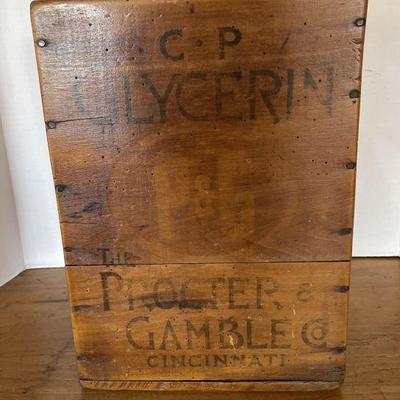 C · P
GLYCERIN
THE
PROCTER &
GAMBLE CO
CINCINNATI